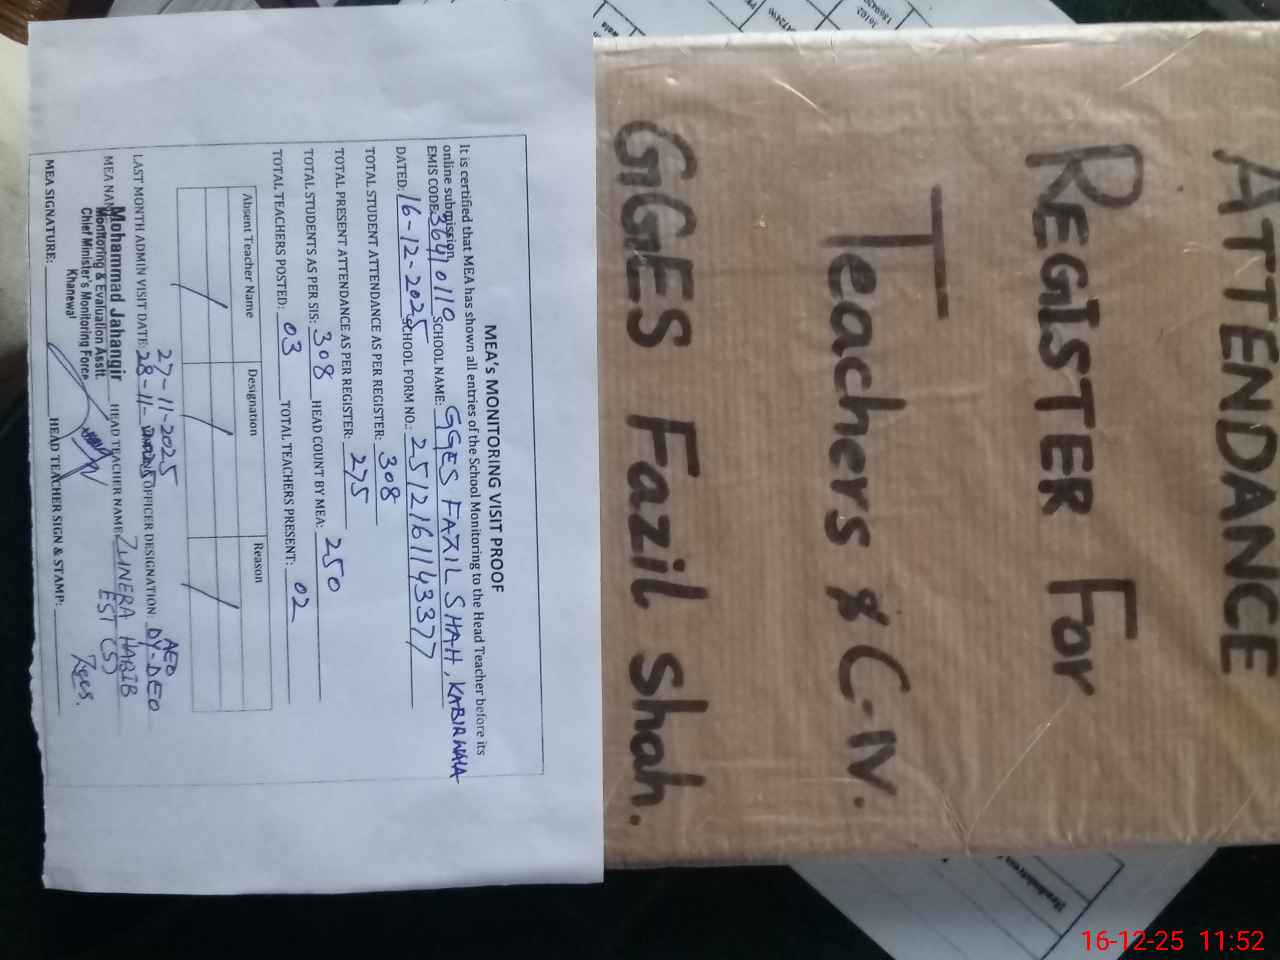 ATTENDANCE
REGISTER For
Teachers & C-IV.
GGES Fazil Shah.
MEA's MONITORING VISIT PROOF
It is certified that MEA has shown all entries of the School Monitoring to the Head Teacher before its
online submission.
EMIS CODE: 36410110 SCHOOL NAME: GGES FAZIL SHAH, KABIRWALA
DATED: 16-12-2025 SCHOOL FORM NO.: 2512161143377
TOTAL STUDENT ATTENDANCE AS PER REGISTER: 308
TOTAL PRESENT ATTENDANCE AS PER REGISTER: 275
TOTAL STUDENTS AS PER SIS: 308 HEAD COUNT BY MEA: 250
TOTAL TEACHERS POSTED: 03 TOTAL TEACHERS PRESENT: 02
Absent Teacher Name Designation Reason
27-11-2025 AEO
LAST MONTH ADMIN VISIT DATE: 28-11-2025 OFFICER DESIGNATION: DY-DEO
MEA NAME: Mohammad Jahangir HEAD TEACHER NAME: ZUNERA HABIB
Monitoring & Evaluation Asstt. EST (S)
Chief Minister's Monitoring Force
Khanewal
MEA SIGNATURE: HEAD TEACHER SIGN & STAMP:
16-12-25 11:52